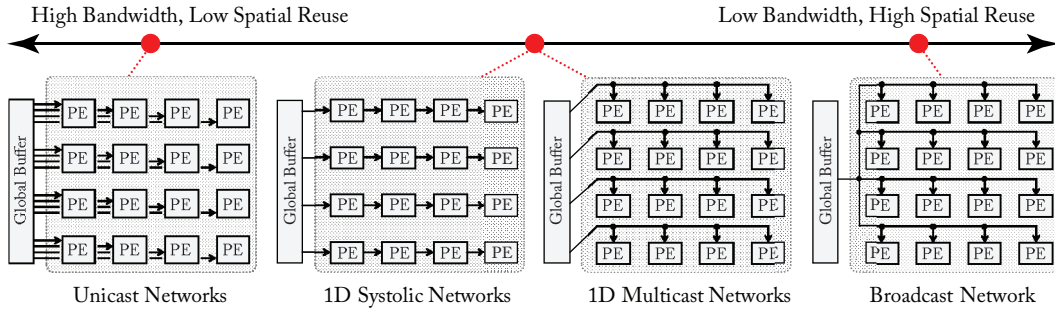 High Bandwidth, Low Spatial Reuse
Low Bandwidth, High Spatial Reuse
Global Buffer
PE PE PE PE
PE PE PE PE
PE PE PE PE
PE PE PE PE
Unicast Networks
Global Buffer
PE PE PE PE
PE PE PE PE
PE PE PE PE
PE PE PE PE
1D Systolic Networks
Global Buffer
PE PE PE PE
PE PE PE PE
PE PE PE PE
PE PE PE PE
1D Multicast Networks
Global Buffer
PE PE PE PE
PE PE PE PE
PE PE PE PE
PE PE PE PE
Broadcast Network